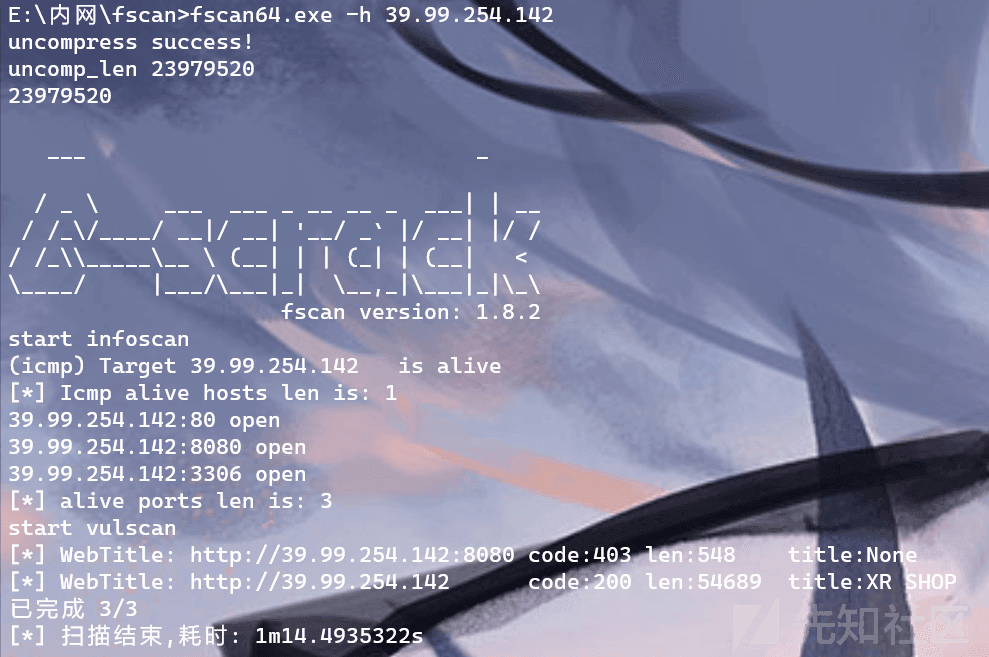 E:\内网\fscan>fscan64.exe -h 39.99.254.142
uncompress success!
uncomp_len 23979520
23979520
   ___                              _
  / _ \     ___  ___ _ __ __ _  ___| | __
 / /_\/____/ __|/ __| '__/ _` |/ __| |/ /
/ /_\\_____\__ \ (__| | | (_| | (__|   <
\____/     |___/\___|_|  \__,_|\___|_|\_\
                     fscan version: 1.8.2
start infoscan
(icmp) Target 39.99.254.142   is alive
[*] Icmp alive hosts len is: 1
39.99.254.142:80 open
39.99.254.142:8080 open
39.99.254.142:3306 open
[*] alive ports len is: 3
start vulscan
[*] WebTitle: http://39.99.254.142:8080 code:403 len:548    title:None
[*] WebTitle: http://39.99.254.142      code:200 len:54689  title:XR SHOP
已完成 3/3
[*] 扫描结束,耗时: 1m14.4935322s
先知社区